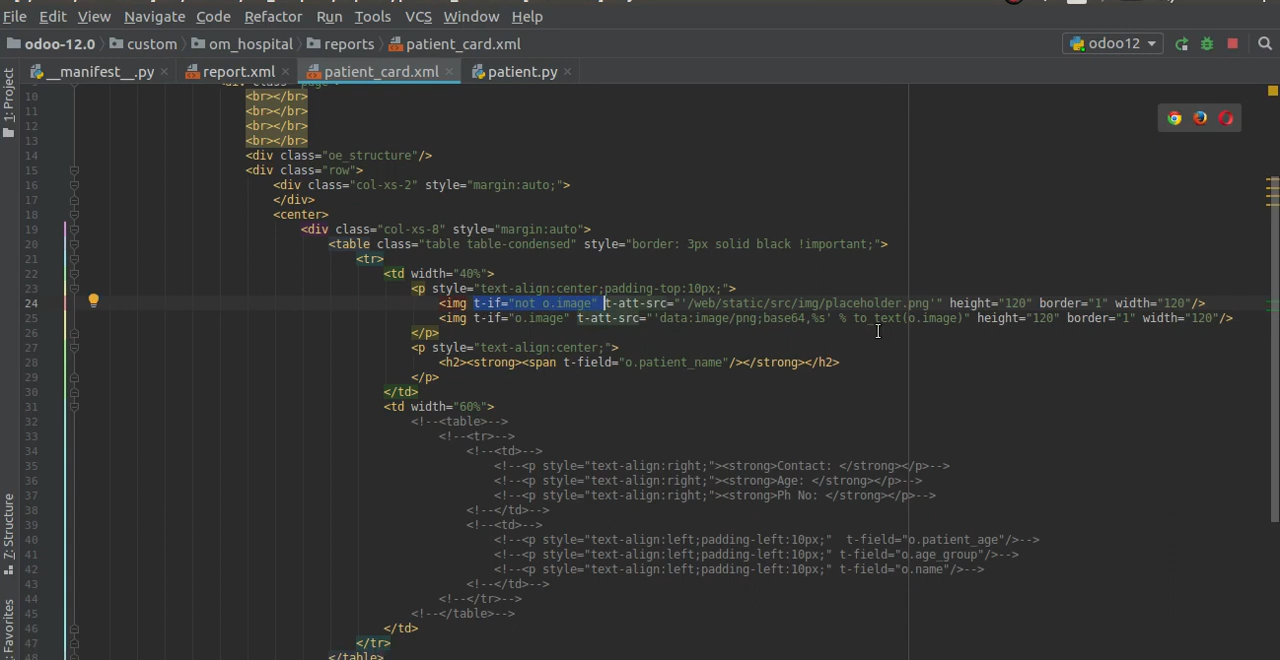 File Edit View Navigate Code Refactor Run Tools VCS Window Help
odoo-12.0 custom om_hospital reports patient_card.xml odoo12
__manifest__.py report.xml patient_card.xml patient.py
1: Project
10 <br></br>
11 <br></br>
12 <br></br>
13 <br></br>
14 <div class="oe_structure"/>
15 <div class="row">
16 <div class="col-xs-2" style="margin:auto;">
17 </div>
18 <center>
19 <div class="col-xs-8" style="margin:auto">
20 <table class="table table-condensed" style="border: 3px solid black !important;">
21 <tr>
22 <td width="40%">
23 <p style="text-align:center;padding-top:10px;">
24 <img t-if="not o.image" t-att-src="'/web/static/src/img/placeholder.png'" height="120" border="1" width="120"/>
25 <img t-if="o.image" t-att-src="'data:image/png;base64,%s' % to_text(o.image)" height="120" border="1" width="120"/>
26 </p>
27 <p style="text-align:center;">
28 <h2><strong><span t-field="o.patient_name"/></strong></h2>
29 </p>
30 </td>
31 <td width="60%">
32 <!--<table>-->
33 <!--<tr>-->
34 <!--<td>-->
35 <!--<p style="text-align:right;"><strong>Contact: </strong></p>-->
36 <!--<p style="text-align:right;"><strong>Age: </strong></p>-->
37 <!--<p style="text-align:right;"><strong>Ph No: </strong></p>-->
38 <!--</td>-->
39 <!--<td>-->
40 <!--<p style="text-align:left;padding-left:10px;"  t-field="o.patient_age"/>-->
41 <!--<p style="text-align:left;padding-left:10px;" t-field="o.age_group"/>-->
42 <!--<p style="text-align:left;padding-left:10px;" t-field="o.name"/>-->
43 <!--</td>-->
44 <!--</tr>-->
45 <!--</table>-->
46 </td>
47 </tr>
48 </table>
7: Structure
Favorites